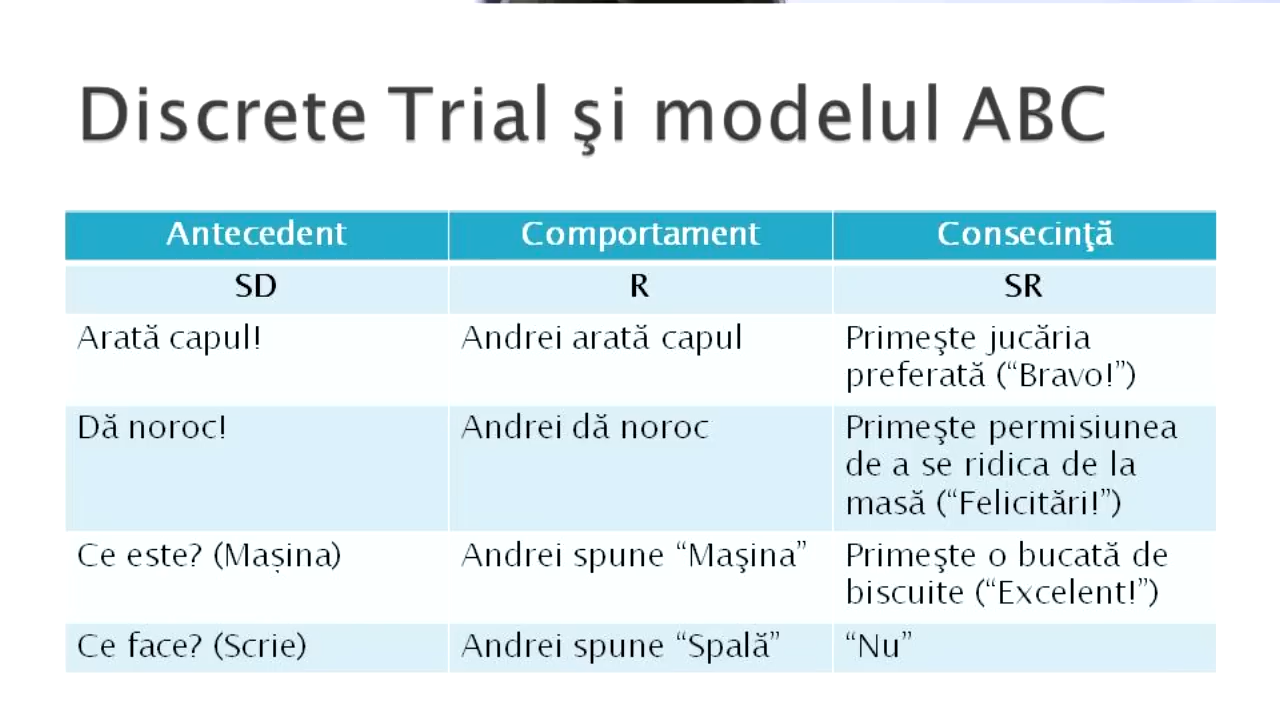 Discrete Trial şi modelul ABC
Antecedent Comportament Consecinţă
SD R SR
Arată capul! Andrei arată capul Primeşte jucăria
preferată (“Bravo!”)
Dă noroc! Andrei dă noroc Primeşte permisiunea
de a se ridica de la
masă (“Felicitări!”)
Ce este? (Mașina) Andrei spune “Maşina” Primeşte o bucată de
biscuite (“Excelent!”)
Ce face? (Scrie) Andrei spune “Spală” “Nu”